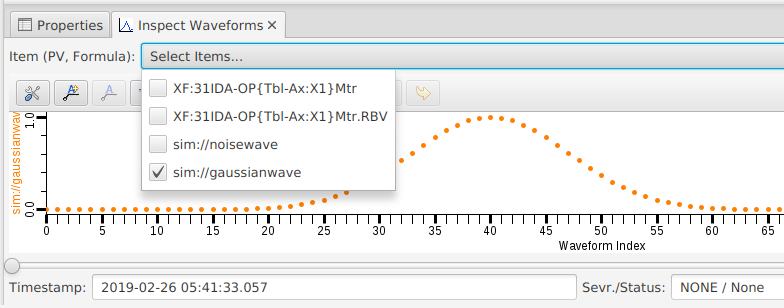 Properties
Inspect Waveforms
Item (PV, Formula):
Select Items...
XF:31IDA-OP{Tbl-Ax:X1}Mtr
XF:31IDA-OP{Tbl-Ax:X1}Mtr.RBV
sim://noisewave
sim://gaussianwave
sim://gaussianwav
1.0
0.0
0 5 10 15 20 25 30 35 40 45 50 55 60 65
Waveform Index
Timestamp:
2019-02-26 05:41:33.057
Sevr./Status:
NONE / None